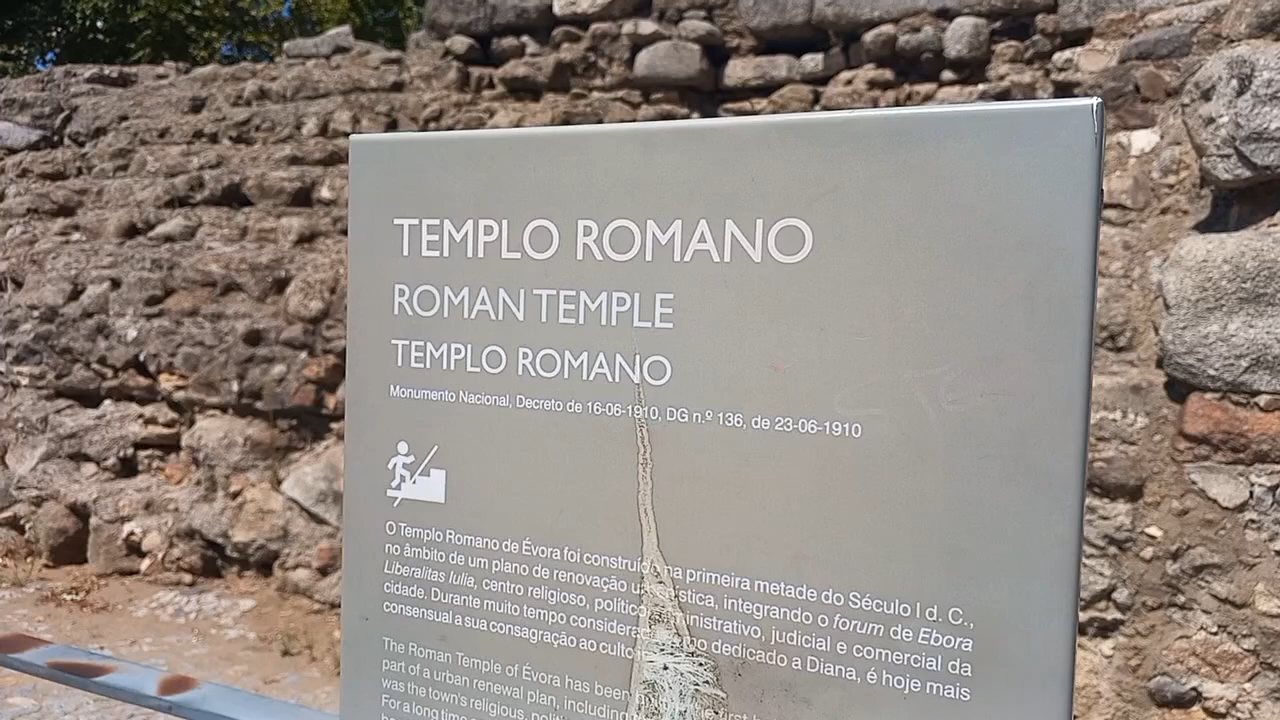 TEMPLO ROMANO
ROMAN TEMPLE
TEMPLO ROMANO
Monumento Nacional, Decreto de 16-06-1910, DG n.º 136, de 23-06-1910
O Templo Romano de Évora foi construído na primeira metade do Século I d. C.,
no âmbito de um plano de renovação stica, integrando o forum de Ebora
Liberalitas Iulia, centro religioso, político inistrativo, judicial e comercial da
cidade. Durante muito tempo considera o dedicado a Diana, é hoje mais
consensual a sua consagração ao culto
The Roman Temple of Évora has been first
part of a urban renewal plan, including
was the town's religious, polit
For a long time